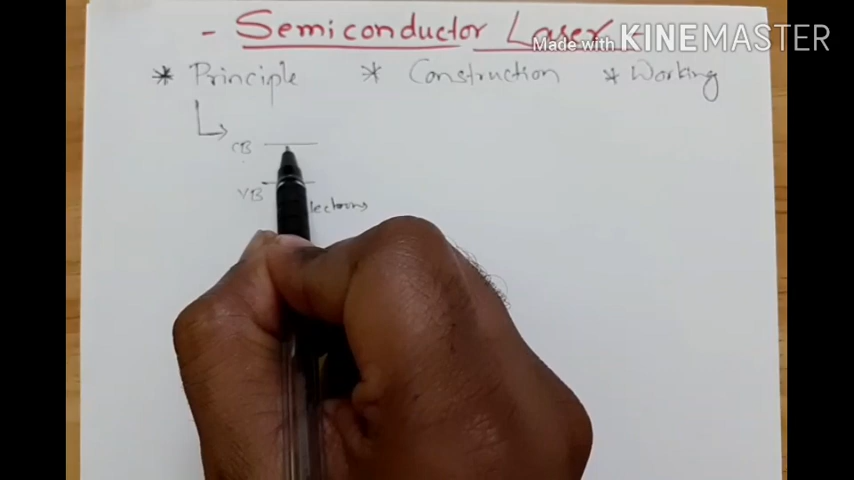 - Semiconductor Laser -
Made with KINEMASTER
* Principle * Construction * Working
CB
VB